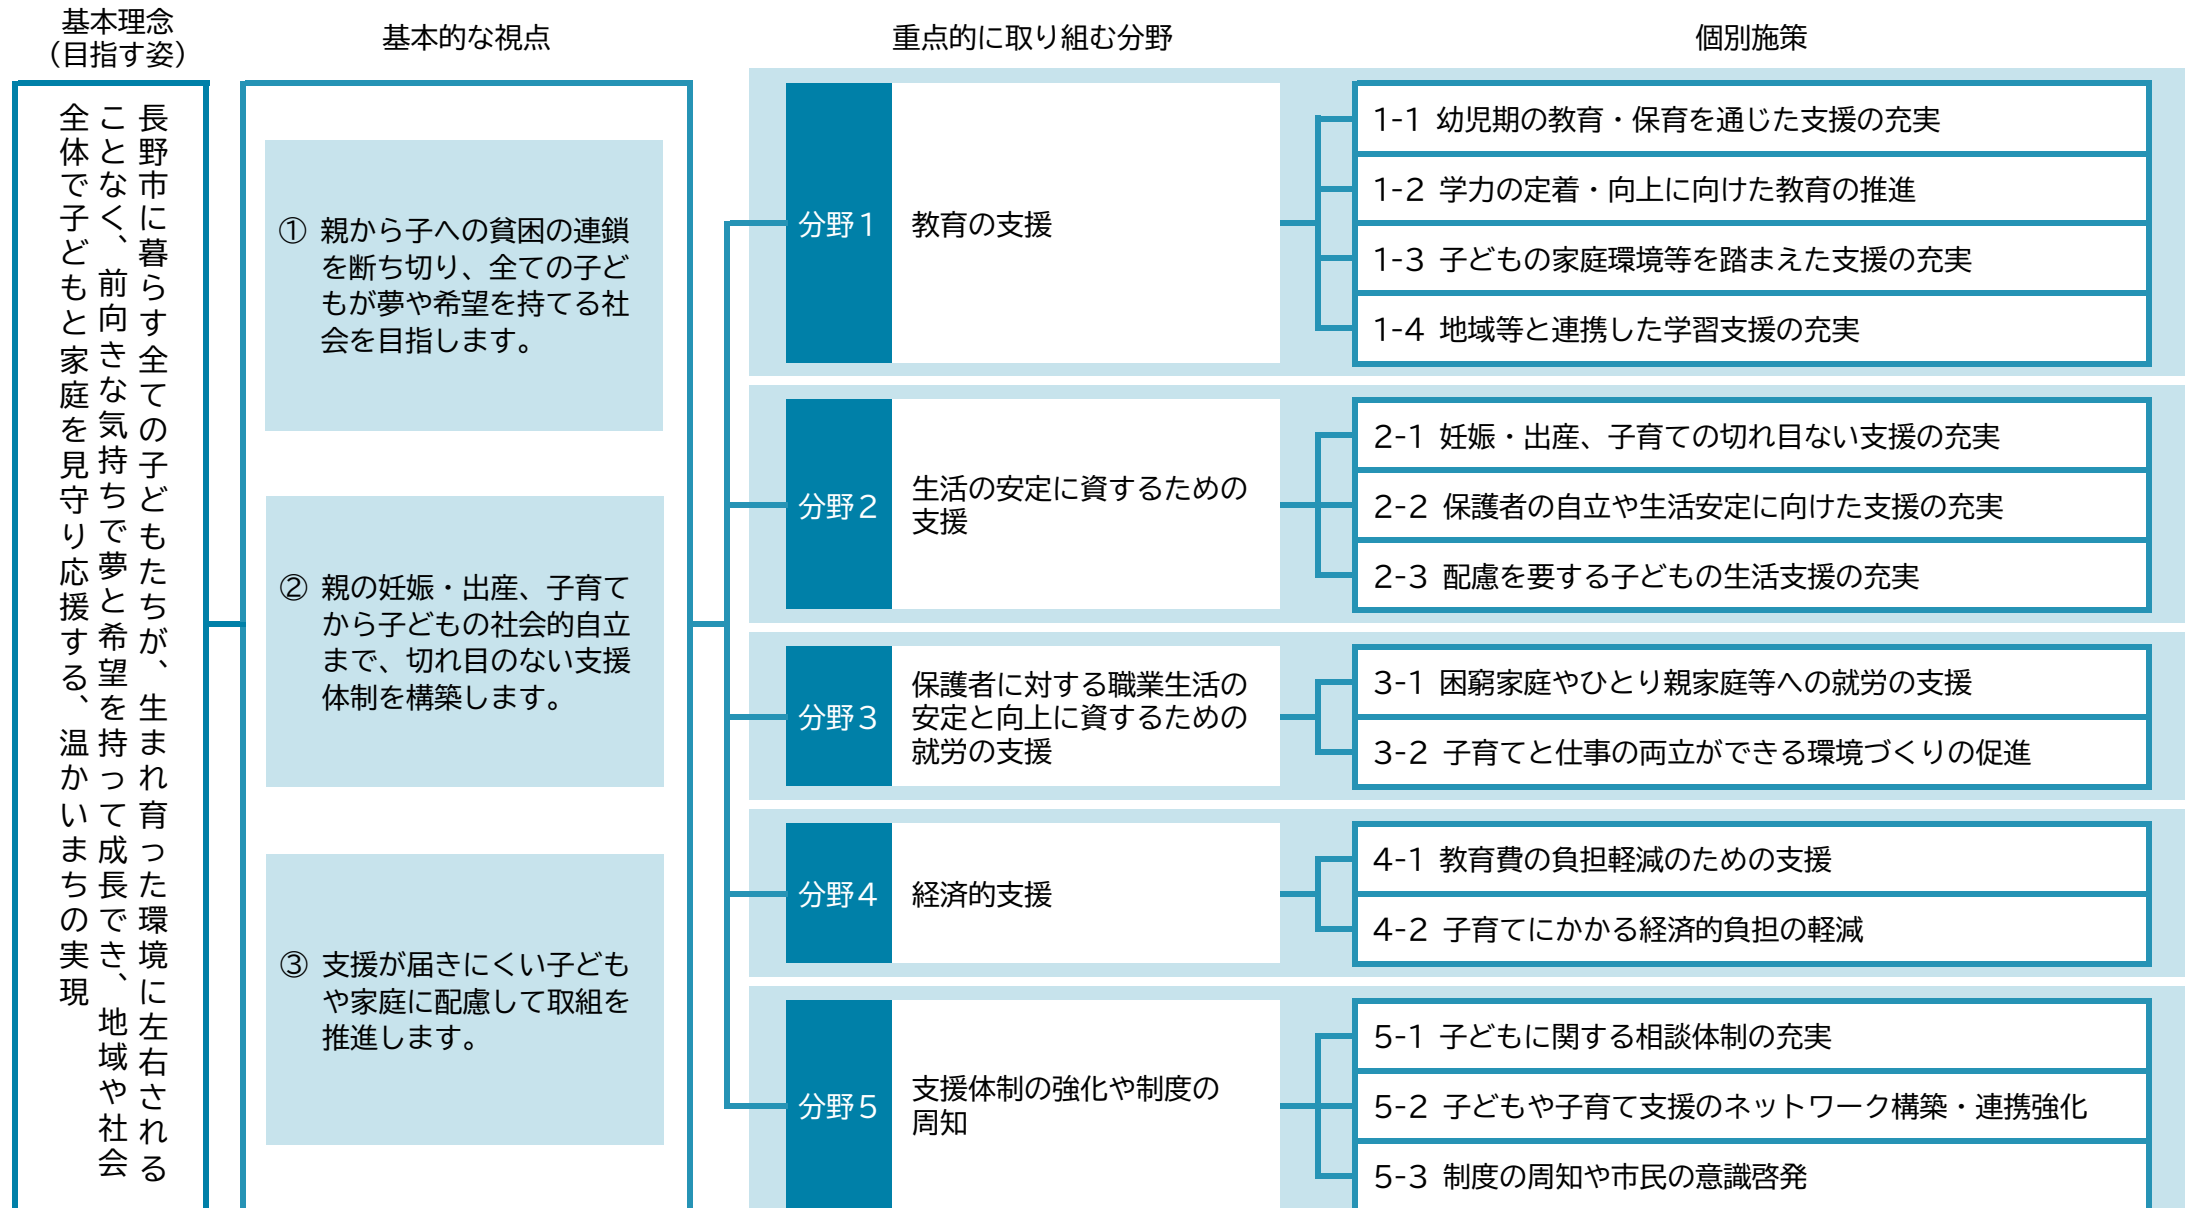 基本理念
（目指す姿）
基本的な視点
重点的に取り組む分野
個別施策
長野市に暮らす全ての子どもたちが、生まれ育った環境に左右される
ことなく、前向きな気持ちで夢と希望を持って成長でき、地域や社会
全体で子どもと家庭を見守り応援する、温かいまちの実現
① 親から子への貧困の連鎖
を断ち切り、全ての子ど
もが夢や希望を持てる社
会を目指します。
② 親の妊娠・出産、子育て
から子どもの社会的自立
まで、切れ目のない支援
体制を構築します。
③ 支援が届きにくい子ども
や家庭に配慮して取組を
推進します。
分野１
教育の支援
1-1 幼児期の教育・保育を通じた支援の充実
1-2 学力の定着・向上に向けた教育の推進
1-3 子どもの家庭環境等を踏まえた支援の充実
1-4 地域等と連携した学習支援の充実
分野２
生活の安定に資するための
支援
2-1 妊娠・出産、子育ての切れ目ない支援の充実
2-2 保護者の自立や生活安定に向けた支援の充実
2-3 配慮を要する子どもの生活支援の充実
分野３
保護者に対する職業生活の
安定と向上に資するための
就労の支援
3-1 困窮家庭やひとり親家庭等への就労の支援
3-2 子育てと仕事の両立ができる環境づくりの促進
分野４
経済的支援
4-1 教育費の負担軽減のための支援
4-2 子育てにかかる経済的負担の軽減
分野５
支援体制の強化や制度の
周知
5-1 子どもに関する相談体制の充実
5-2 子どもや子育て支援のネットワーク構築・連携強化
5-3 制度の周知や市民の意識啓発